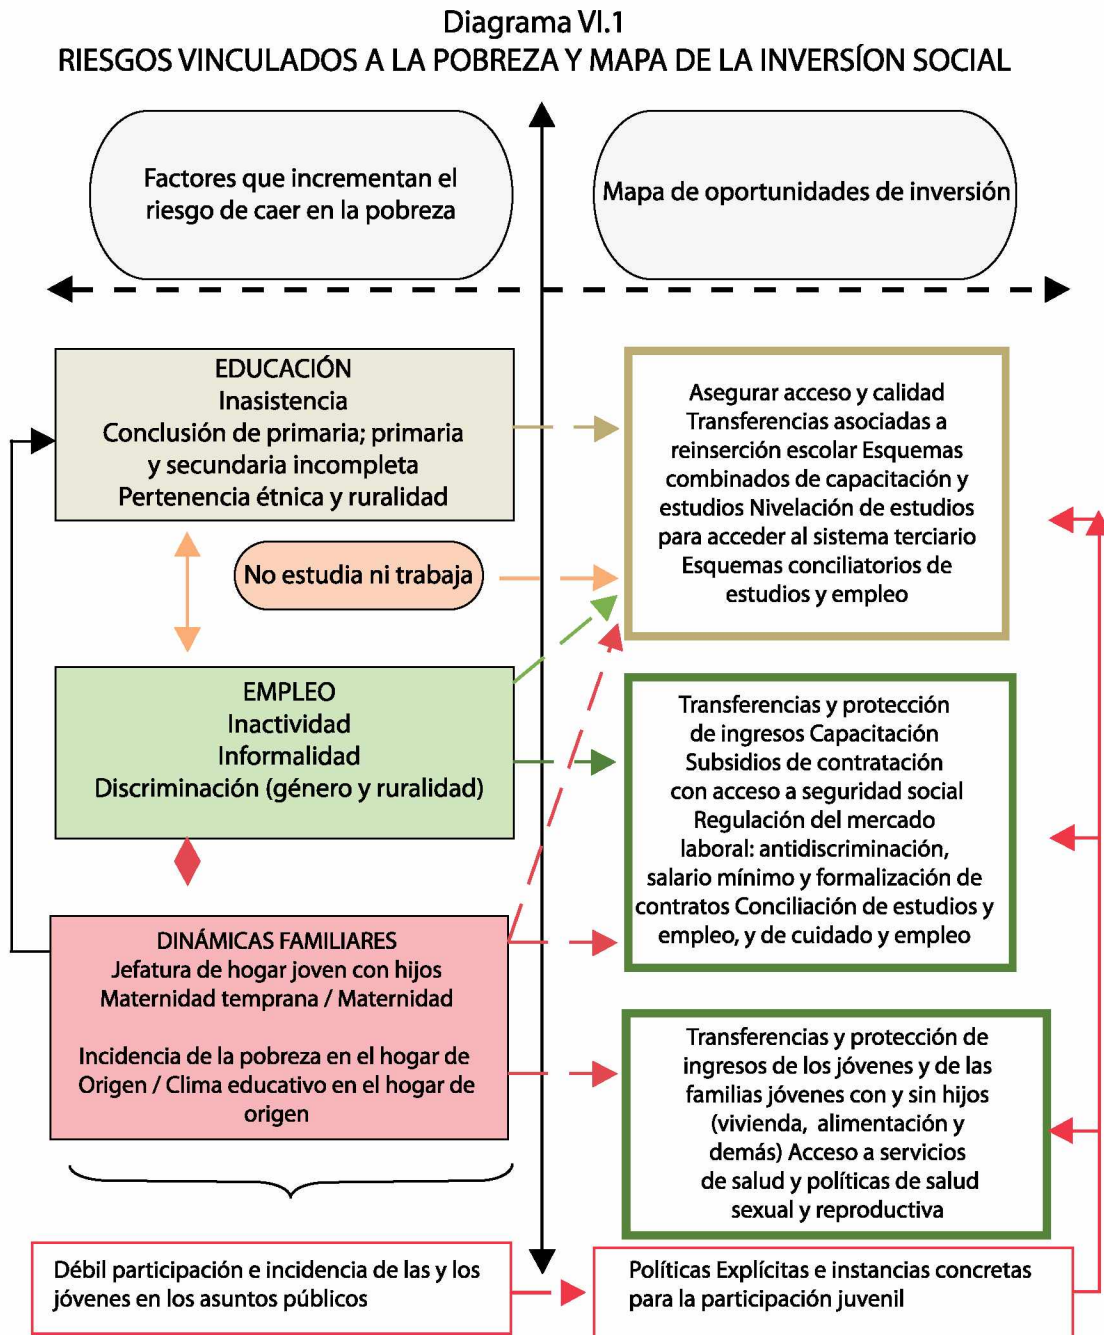 Diagrama VI.1
RIESGOS VINCULADOS A LA POBREZA Y MAPA DE LA INVERSÍON SOCIAL
Factores que incrementan el
riesgo de caer en la pobreza
Mapa de oportunidades de inversión
EDUCACIÓN
Inasistencia
Conclusión de primaria; primaria
y secundaria incompleta
Pertenencia étnica y ruralidad
Asegurar acceso y calidad
Transferencias asociadas a
reinserción escolar Esquemas
combinados de capacitación y
estudios Nivelación de estudios
para acceder al sistema terciario
Esquemas conciliatorios de
estudios y empleo
No estudia ni trabaja
EMPLEO
Inactividad
Informalidad
Discriminación (género y ruralidad)
Transferencias y protección
de ingresos Capacitación
Subsidios de contratación
con acceso a seguridad social
Regulación del mercado
laboral: antidiscriminación,
salario mínimo y formalización de
contratos Conciliación de estudios y
empleo, y de cuidado y empleo
DINÁMICAS FAMILIARES
Jefatura de hogar joven con hijos
Maternidad temprana / Maternidad
Incidencia de la pobreza en el hogar de
Origen / Clima educativo en el hogar de
origen
Transferencias y protección de
ingresos de los jóvenes y de las
familias jóvenes con y sin hijos
(vivienda, alimentación y
demás) Acceso a servicios
de salud y políticas de salud
sexual y reproductiva
Débil participación e incidencia de las y los
jóvenes en los asuntos públicos
Políticas Explícitas e instancias concretas
para la participación juvenil